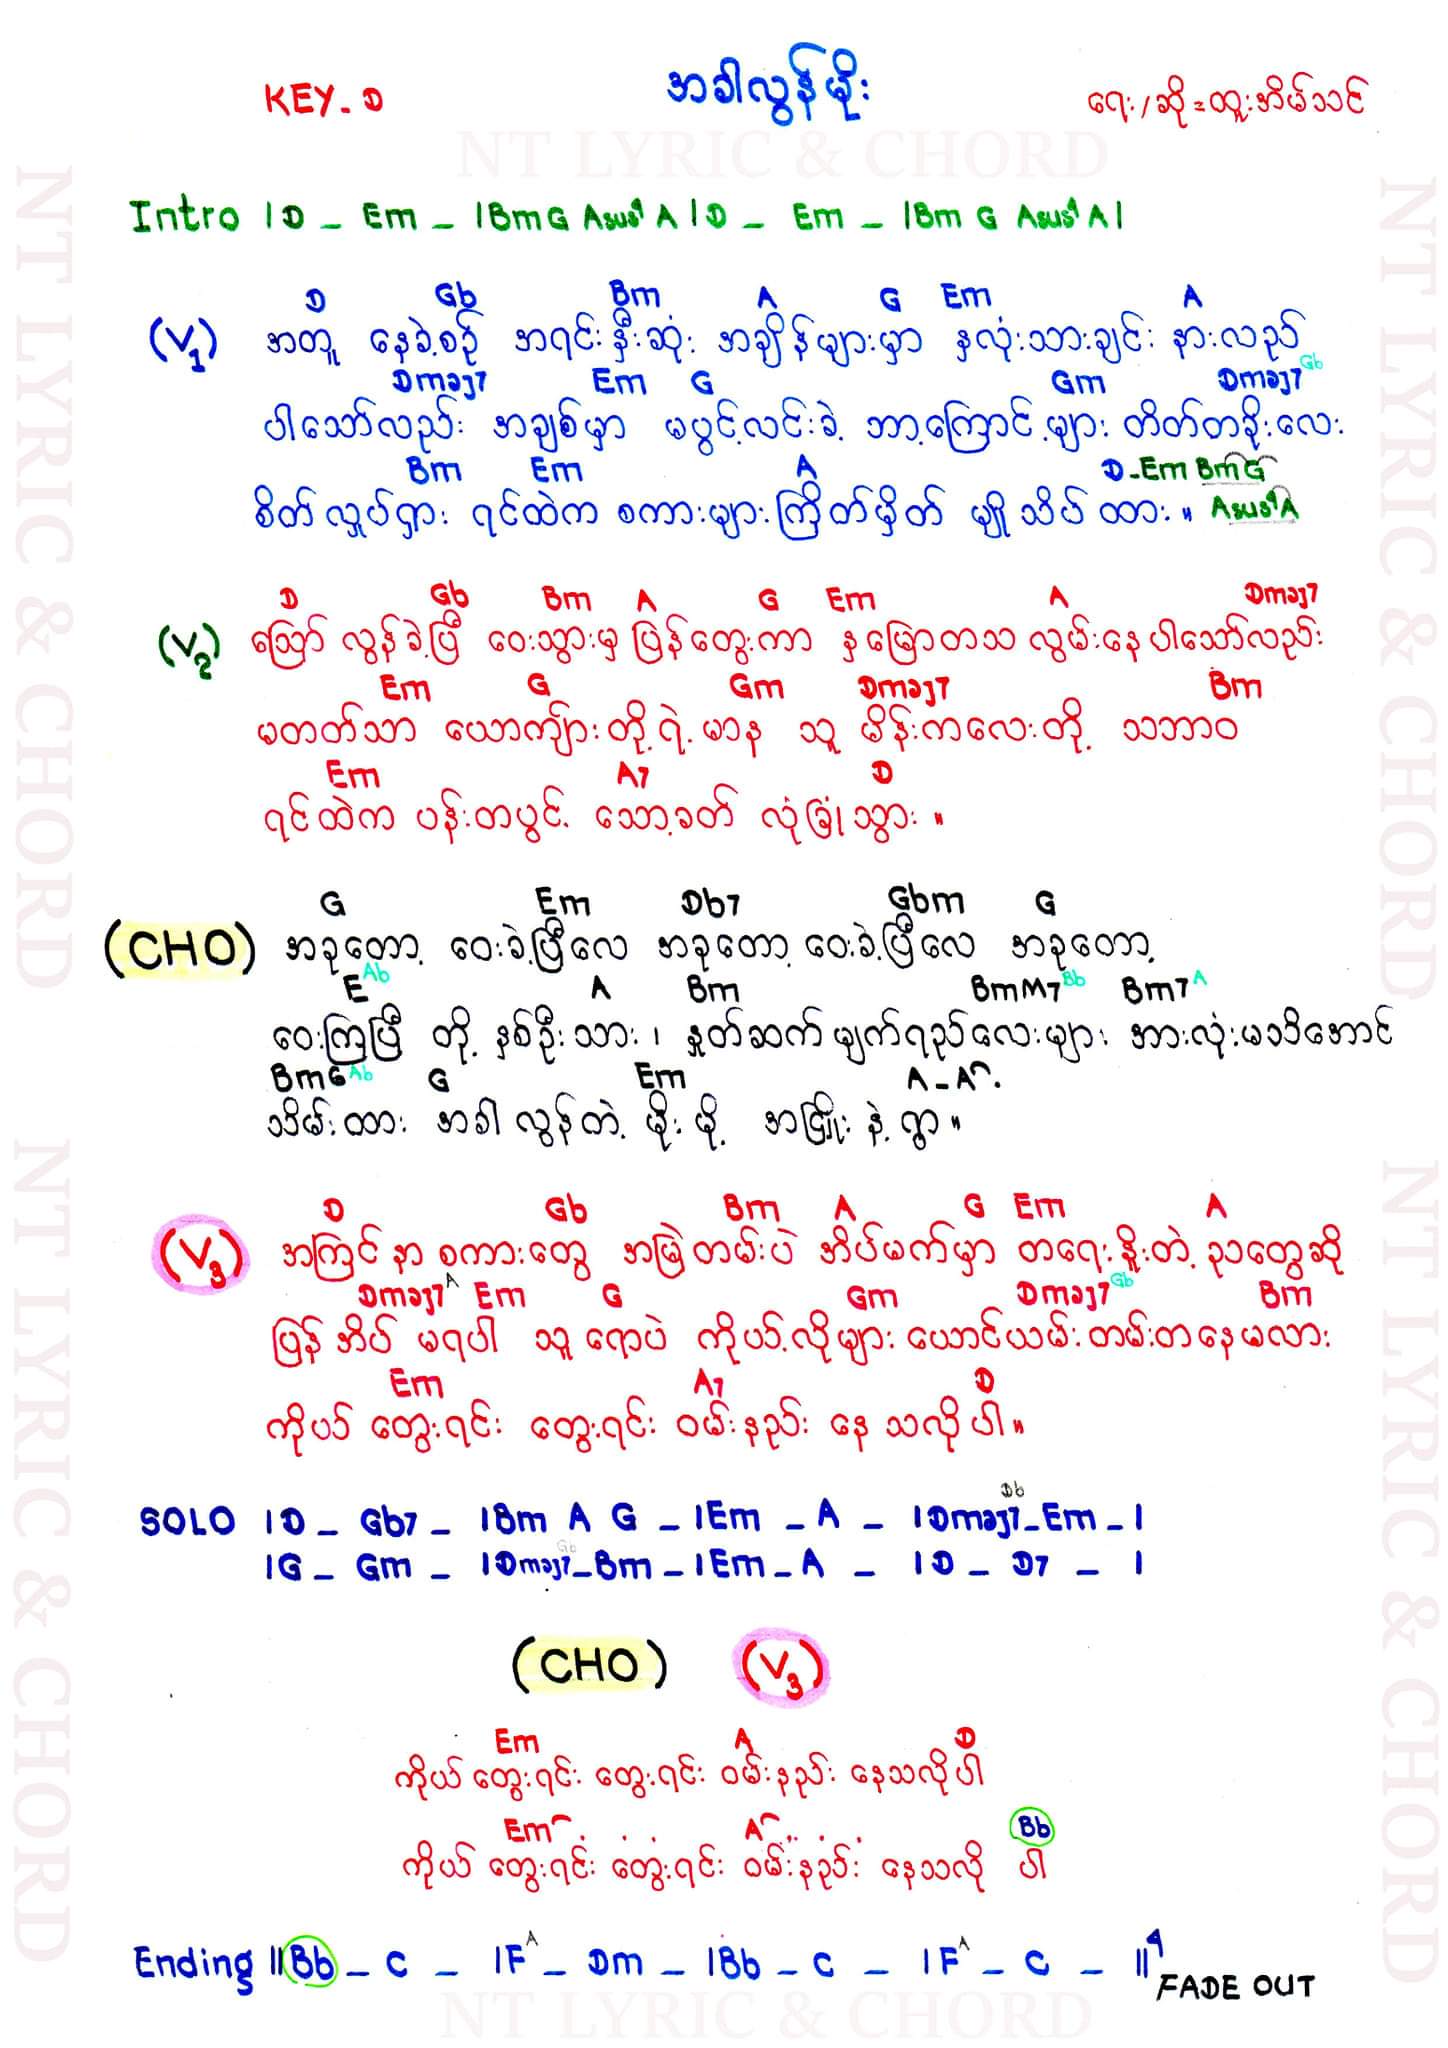 KEY - D
အခါလွန်မိုး
ရေး/ဆို = ထူးအိမ်သင်
NT LYRIC & CHORD
Intro | D _ Em _ | Bm G Asus4 A | D _ Em _ | Bm G Asus4 A |
D Gb Bm A G Em A
(V1) အတူ နေခဲ့စဉ် အရင်းနှီးဆုံး အချိန်များမှာ နှလုံးသားချင်း နားလည်
Dmaj7 Gb Em G Gm Dmaj7
ပါသော်လည်း အချစ်မှာ မပွင့်လင်းခဲ့ ဘာ့ကြောင့်များ တိတ်တခိုးလေး
Bm Em A D-Em Bm G
စိတ်လှုပ်ရှား ရင်ထဲက စကားများကြိတ်မှိတ် မျိုသိပ် ထား။ Asus4 A
D Gb Bm A G Em A Dmaj7
(V2) ဪ လွန်ခဲ့ပြီ ဝေးသွားမှ ပြန်တွေးကာ နှမြောတသ လွမ်းနေပါသော်လည်း
Em G Gm Dmaj7 Bm
မတတ်သာ ယောကျ်ားတို့ရဲ့မာန သူ မိန်းကလေးတို့ သဘာဝ
Em A7 D
ရင်ထဲက ပန်းတပွင့် သော့ခတ် လုံခြုံသွား။
G Em Db7 Gbm G
(CHO) အခုတော့ ဝေးခဲ့ပြီလေ အခုတော့ ဝေးခဲ့ပြီလေ အခုတော့
E Ab A Bm BmM7 Bb Bm7 A
ဝေးကြပြီ တို့ နှစ်ဦးသား၊ နှုတ်ဆက်မျက်ရည်လေးများ အားလုံးမသိအောင်
Bm6 Ab G Em A - A
သိမ်းထား အခါလွန်တဲ့ မိုးမို့ အငြိုးနဲ့ ရွာ။
D Gb Bm A G Em A
(V3) အကြင်နာ စကားတွေ အမြဲတမ်းပဲ အိပ်မက်မှာ တရေးနိုးတဲ့ ညတွေဆို
Dmaj7 A Em G Gm Dmaj7 Gb Bm
ပြန်အိပ် မရပါ သူ ရောပဲ ကိုယ့်လိုများ ယောင်ယမ်းတမ်းတနေမလား
Em A7 D
ကိုယ် တွေးရင်း တွေးရင်း ဝမ်းနည်း နေ သလိုပါ။
Db
SOLO | D _ Gb7 _ | Bm A G _ | Em _ A _ | Dmaj7 _ Em _ |
Gb
| G _ Gm _ | Dmaj7 _ Bm _ | Em _ A _ | D _ D7 _ |
(CHO) (V3)
Em A D
ကိုယ် တွေးရင်း တွေးရင်း ဝမ်းနည်း နေသလိုပါ
Em A Bb
ကိုယ် တွေးရင်း တွေးရင်း ဝမ်းနည်း နေသလို ပါ
Ending || Bb _ C _ | F A _ Dm _ | Bb _ C _ | F A _ C _ || 4
FADE OUT
NT LYRIC & CHORD
NT LYRIC & CHORD
NT LYRIC & CHORD
NT LYRIC & CHORD
NT LYRIC & CHORD